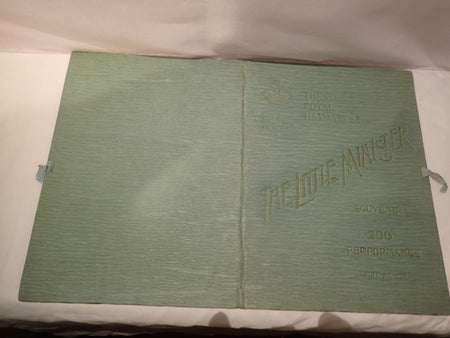 THEATRE
ROYAL
HAYMARKET
THE LITTLE MINISTER
SOUVENIR
200TH
PERFORMANCE